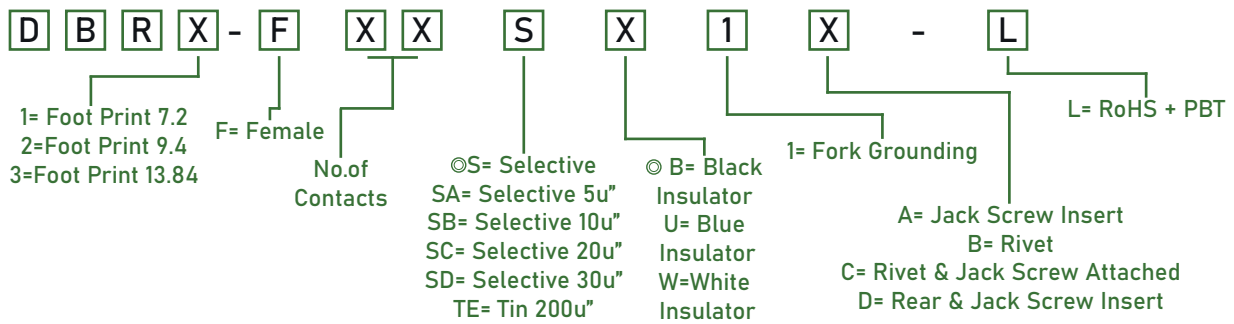 D B R X - F X X S X 1 X - L
1= Foot Print 7.2
2=Foot Print 9.4
3=Foot Print 13.84
F= Female
No.of
Contacts
◎S= Selective
SA= Selective 5u”
SB= Selective 10u”
SC= Selective 20u”
SD= Selective 30u”
TE= Tin 200u”
◎ B= Black
Insulator
U= Blue
Insulator
W=White
Insulator
1= Fork Grounding
A= Jack Screw Insert
B= Rivet
C= Rivet & Jack Screw Attached
D= Rear & Jack Screw Insert
L= RoHS + PBT